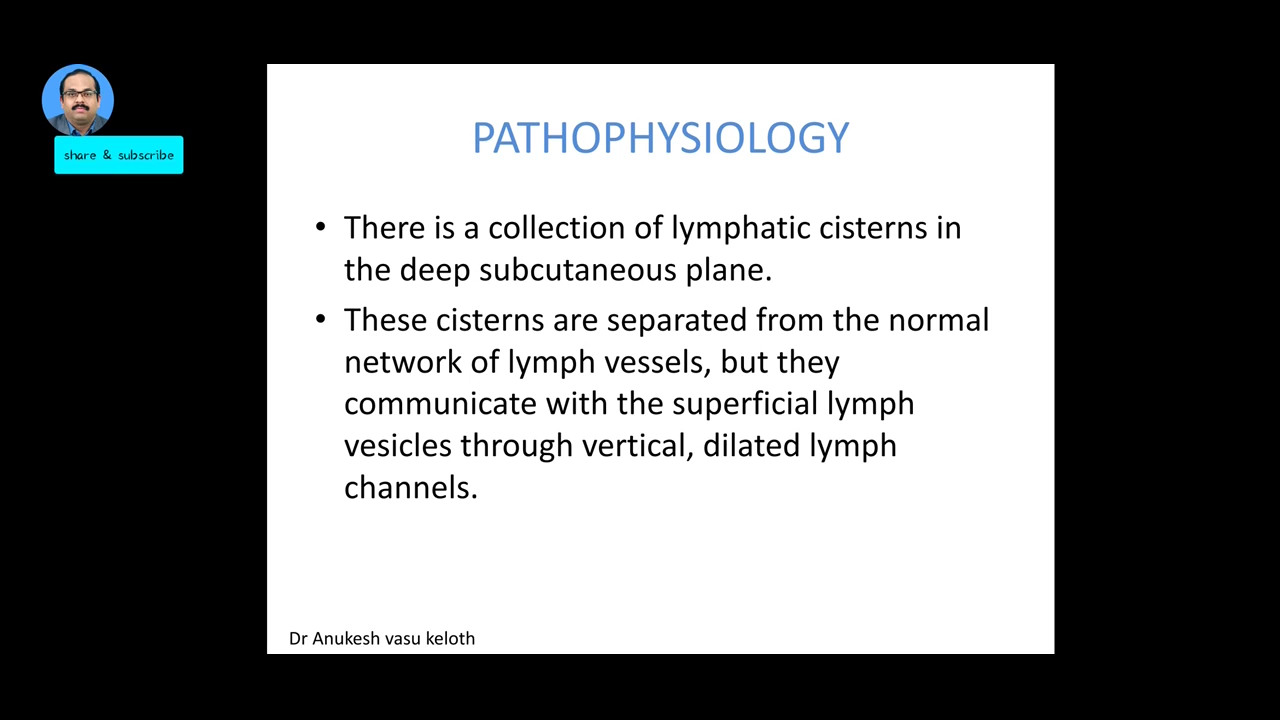 share & subscribe
PATHOPHYSIOLOGY
• There is a collection of lymphatic cisterns in
the deep subcutaneous plane.
• These cisterns are separated from the normal
network of lymph vessels, but they
communicate with the superficial lymph
vesicles through vertical, dilated lymph
channels.
Dr Anukesh vasu keloth